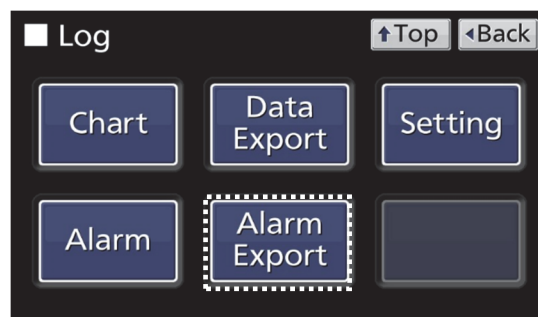 Log
Top
Back
Chart
Data
Export
Setting
Alarm
Alarm
Export